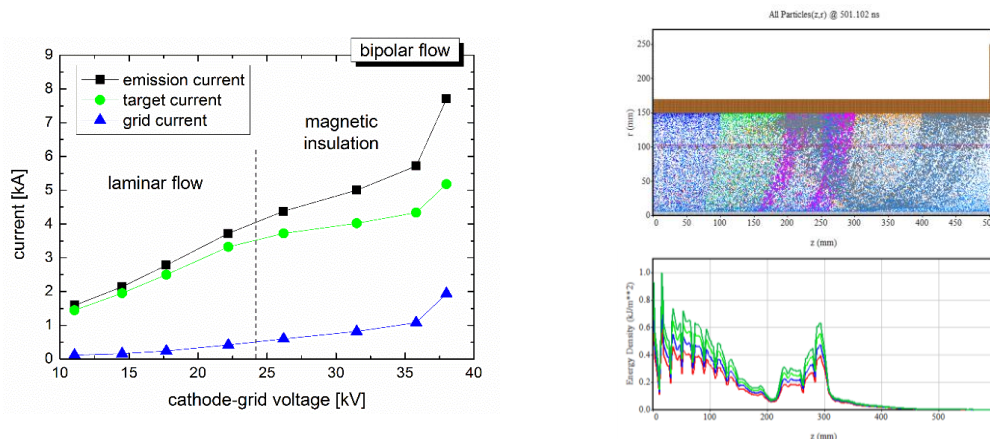 bipolar flow
9
8
7
6
5
4
3
2
1
0
current [kA]
emission current
target current
grid current
magnetic
insulation
laminar flow
10 15 20 25 30 35 40
cathode-grid voltage [kV]
All Particles(z,r) @ 501.102 ns
250
200
150
100
50
0
r (mm)
0 50 100 150 200 250 300 350 400 450 500
z (mm)
1.0
0.8
0.6
0.4
0.2
0.0
Energy Density (kJ/m**2)
0 100 200 300 400 500 600
z (mm)